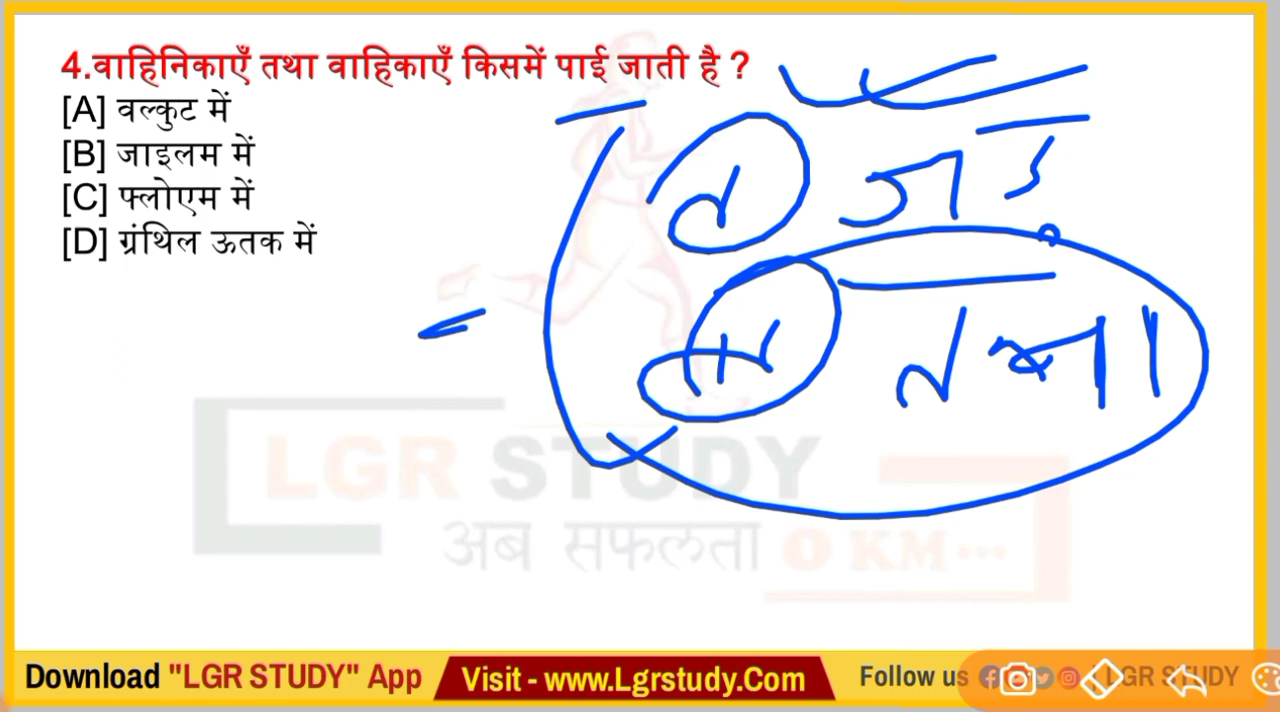 4.वाहिनिकाएँ तथा वाहिकाएँ किसमें पाई जाती है ?
[A] वल्कुट में
[B] जाइलम में
[C] फ्लोएम में
[D] ग्रंथिल ऊतक में
LGR STUDY
अब सफलता 0 KM...
Download "LGR STUDY" App
Visit - www.Lgrstudy.Com
Follow us
LGR STUDY